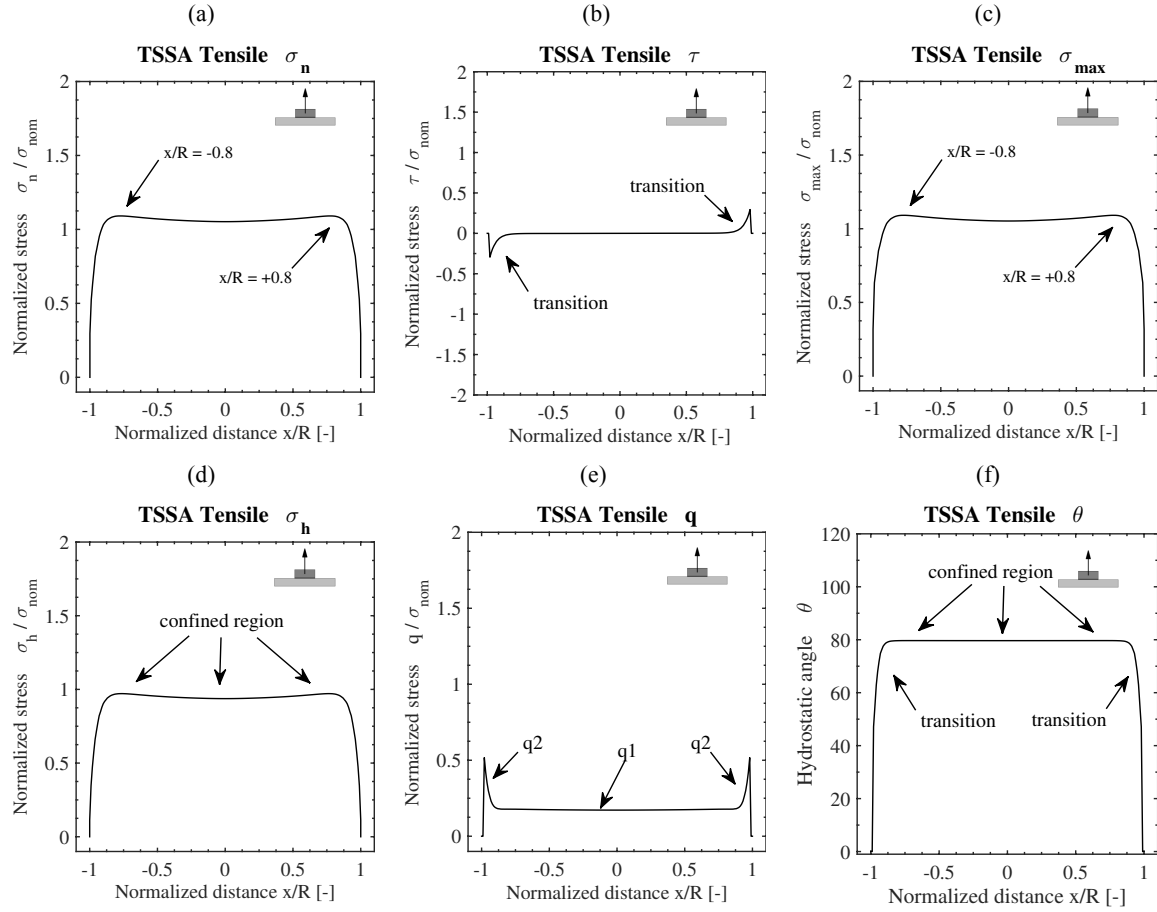 (a)
TSSA Tensile σn
2
1.5
1
0.5
0
Normalized stress σn / σnom
x/R = -0.8
x/R = +0.8
-1 -0.5 0 0.5 1
Normalized distance x/R [-]
(b)
TSSA Tensile τ
2
1.5
1
0.5
0
-0.5
-1
-1.5
-2
Normalized stress τ / σnom
transition
transition
-1 -0.5 0 0.5 1
Normalized distance x/R [-]
(c)
TSSA Tensile σmax
2
1.5
1
0.5
0
Normalized stress σmax / σnom
x/R = -0.8
x/R = +0.8
-1 -0.5 0 0.5 1
Normalized distance x/R [-]
(d)
TSSA Tensile σh
2
1.5
1
0.5
0
Normalized stress σh / σnom
confined region
-1 -0.5 0 0.5 1
Normalized distance x/R [-]
(e)
TSSA Tensile q
2
1.5
1
0.5
0
Normalized stress q / σnom
q2 q1 q2
-1 -0.5 0 0.5 1
Normalized distance x/R [-]
(f)
TSSA Tensile θ
120
100
80
60
40
20
0
Hydrostatic angle θ
confined region
transition transition
-1 -0.5 0 0.5 1
Normalized distance x/R [-]